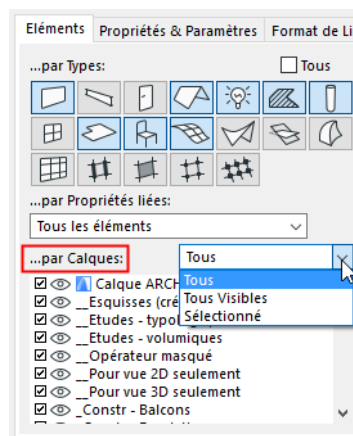 Eléments Propriétés & Paramètres Format de Li
...par Types: Tous
...par Propriétés liées:
Tous les éléments
...par Calques: Tous
Tous
Tous Visibles
Sélectionné
Calque ARCH
__Esquisses (cré
__Etudes - typo
__Etudes - volumiques
__Opérateur masqué
__Pour vue 2D seulement
__Pour vue 3D seulement
_Constr - Balcons